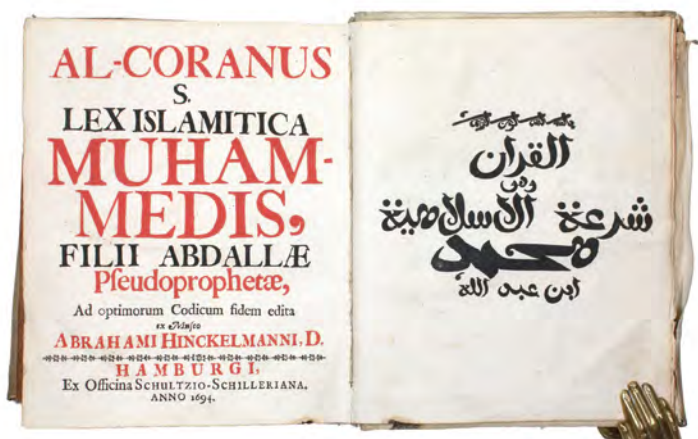 AL-CORANUS
S.
LEX ISLAMITICA
MUHAM-
MEDIS,
FILII ABDALLÆ
Pſeudoprophetæ,
Ad optimorum Codicum fidem edita
ex Muſeo
ABRAHAMI HINCKELMANNI, D.
HAMBURGI,
Ex Officina SCHULTZIO-SCHILLERIANA,
ANNO 1694.
القران
وهى
شرعة الاسلامية
محمد
ابن عبد الله